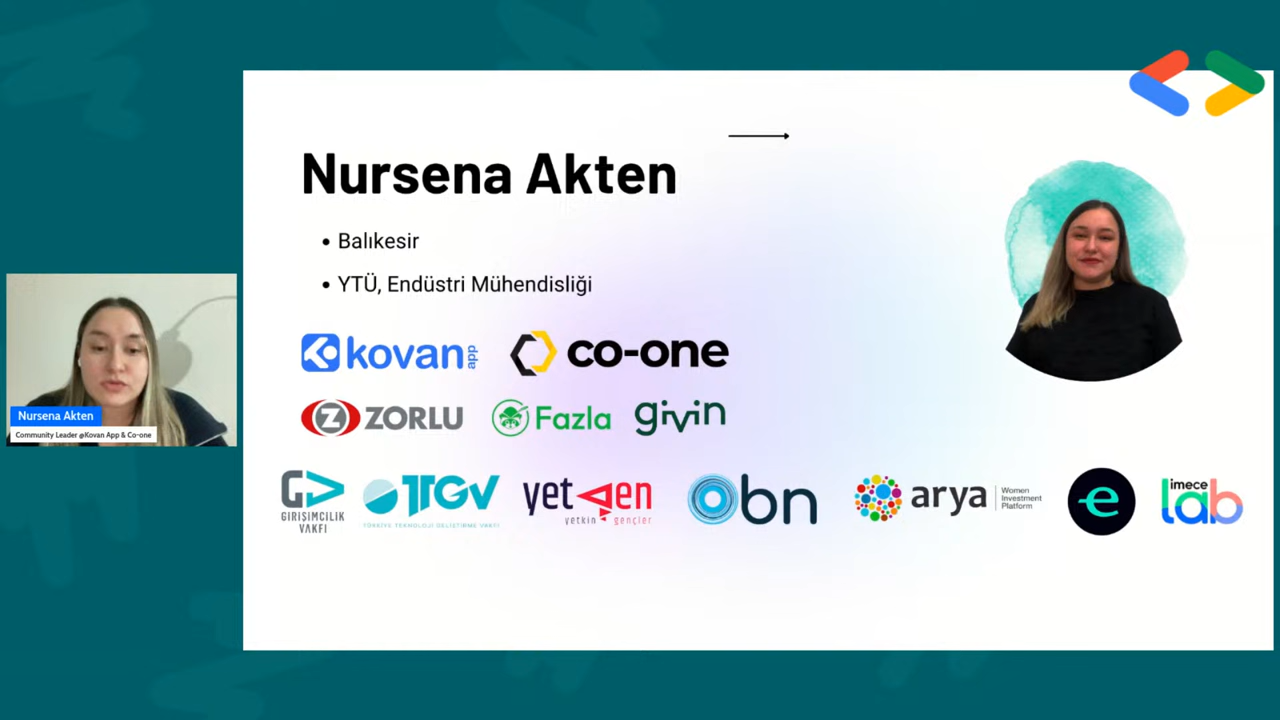 Nursena Akten
Balıkesir
YTÜ, Endüstri Mühendisliği
kovan app
co-one
ZORLU
Fazla
givin
GİRİŞİMCİLİK
VAKFI
TTGV
TÜRKİYE TEKNOLOJİ GELİŞTİRME VAKFI
yetgen
yetkin gençler
bn
arya
Women
Investment
Platform
e
imece
lab
Nursena Akten
Community Leader @Kovan App & Co-one